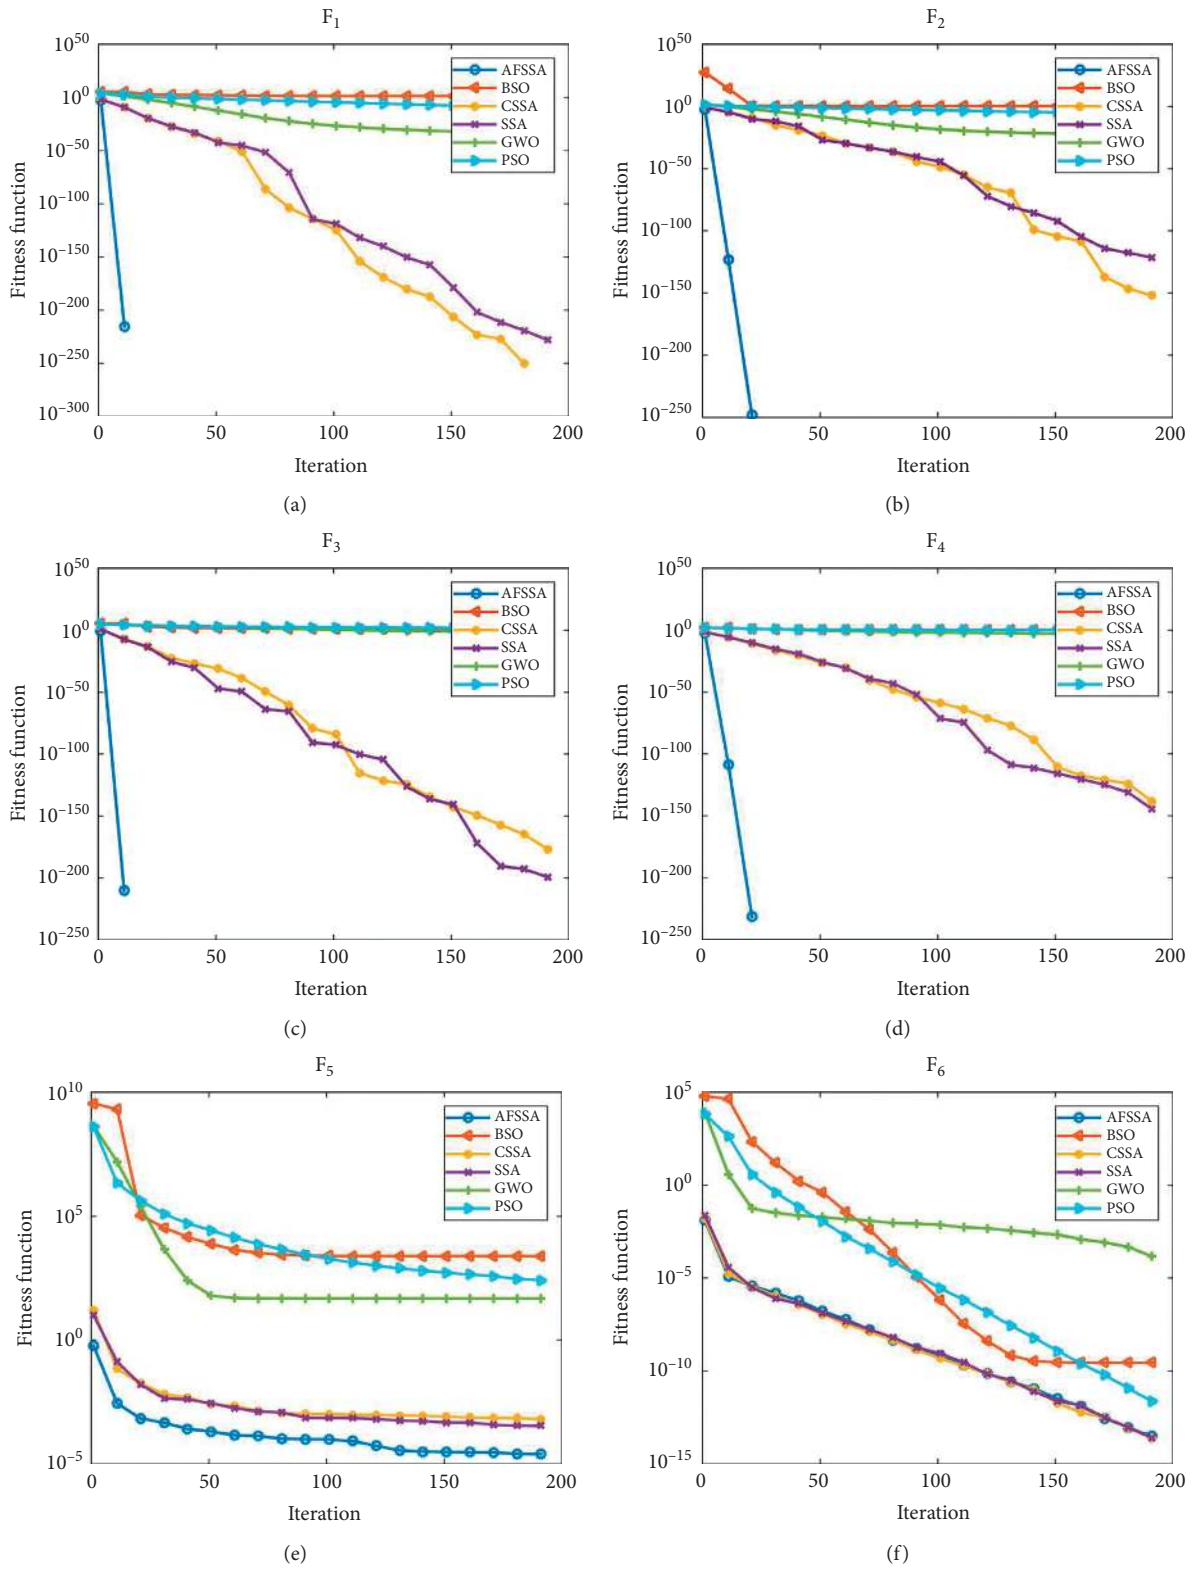 F1
10^50
10^0
10^−50
10^−100
10^−150
10^−200
10^−250
10^−300
Fitness function
0
50
100
150
200
Iteration
AFSSA
BSO
CSSA
SSA
GWO
PSO
(a)
F2
10^50
10^0
10^−50
10^−100
10^−150
10^−200
10^−250
Fitness function
0
50
100
150
200
Iteration
AFSSA
BSO
CSSA
SSA
GWO
PSO
(b)
F3
10^50
10^0
10^−50
10^−100
10^−150
10^−200
10^−250
Fitness function
0
50
100
150
200
Iteration
AFSSA
BSO
CSSA
SSA
GWO
PSO
(c)
F4
10^50
10^0
10^−50
10^−100
10^−150
10^−200
10^−250
Fitness function
0
50
100
150
200
Iteration
AFSSA
BSO
CSSA
SSA
GWO
PSO
(d)
F5
10^10
10^5
10^0
10^−5
Fitness function
0
50
100
150
200
Iteration
AFSSA
BSO
CSSA
SSA
GWO
PSO
(e)
F6
10^5
10^0
10^−5
10^−10
10^−15
Fitness function
0
50
100
150
200
Iteration
AFSSA
BSO
CSSA
SSA
GWO
PSO
(f)